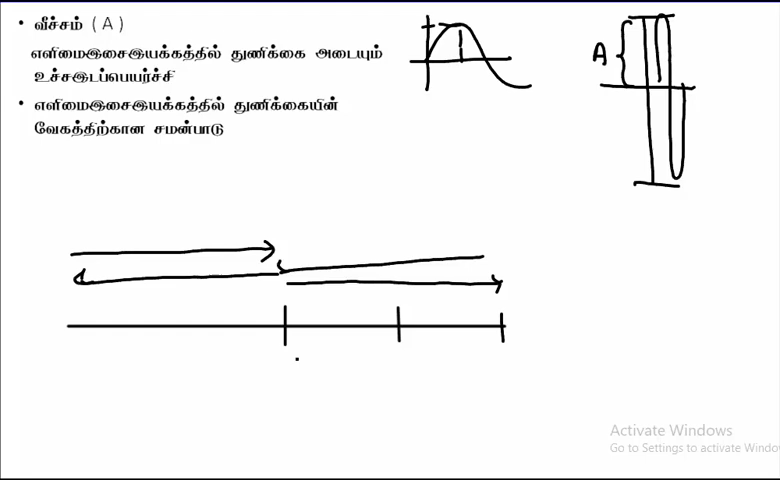 • வீச்சம் (A)
எளிமைஇசைஇயக்கத்தில் துணிக்கை அடையும்
உச்சஇடப்பெயர்ச்சி
• எளிமைஇசைஇயக்கத்தில் துணிக்கையின்
வேகத்திற்கான சமன்பாடு
A
Activate Windows
Go to Settings to activate Windo